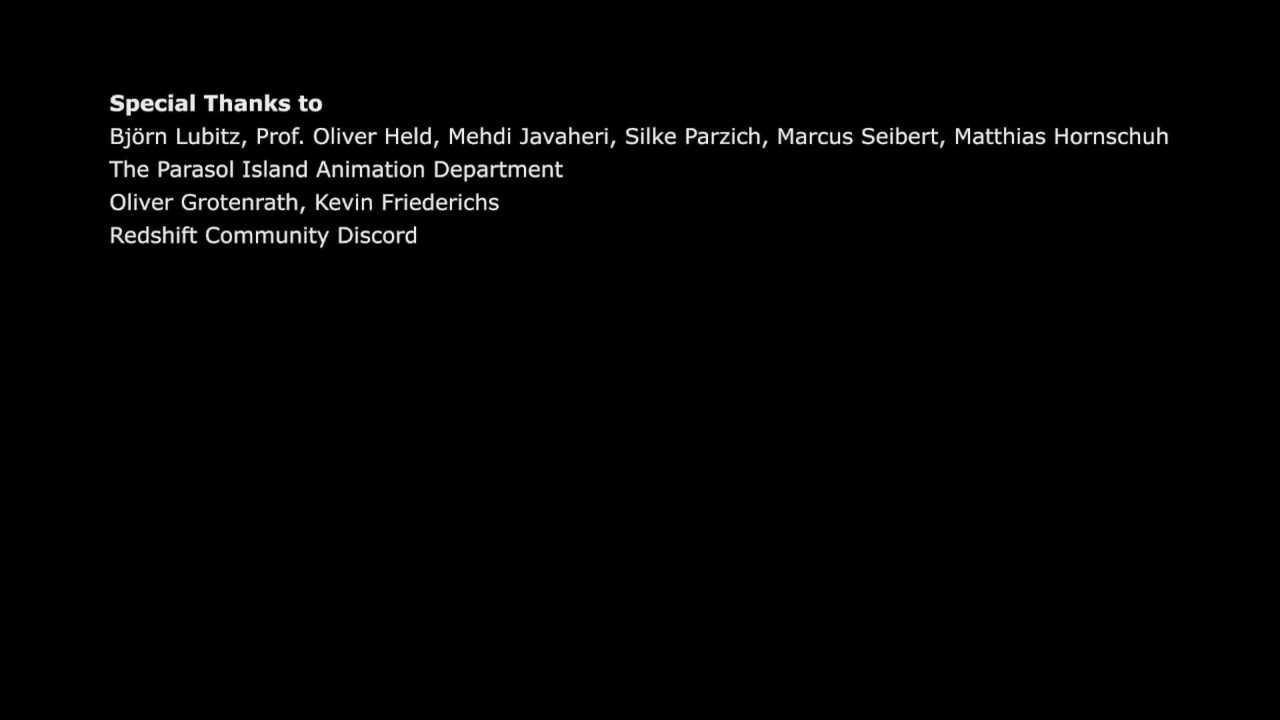 Special Thanks to
Björn Lubitz, Prof. Oliver Held, Mehdi Javaheri, Silke Parzich, Marcus Seibert, Matthias Hornschuh
The Parasol Island Animation Department
Oliver Grotenrath, Kevin Friederichs
Redshift Community Discord